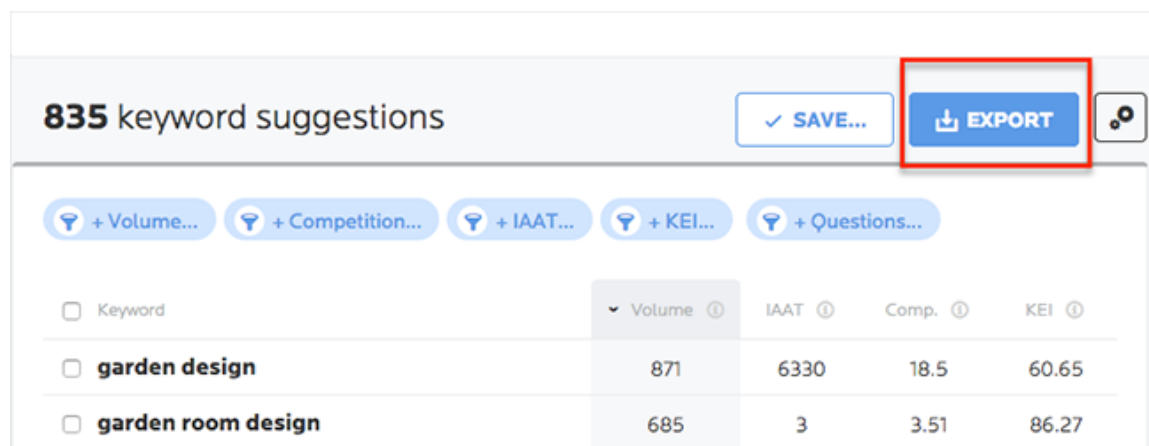 835 keyword suggestions
SAVE...
EXPORT
+ Volume...
+ Competition...
+ IAAT...
+ KEI...
+ Questions...
Keyword Volume IAAT Comp. KEI
garden design 871 6330 18.5 60.65
garden room design 685 3 3.51 86.27